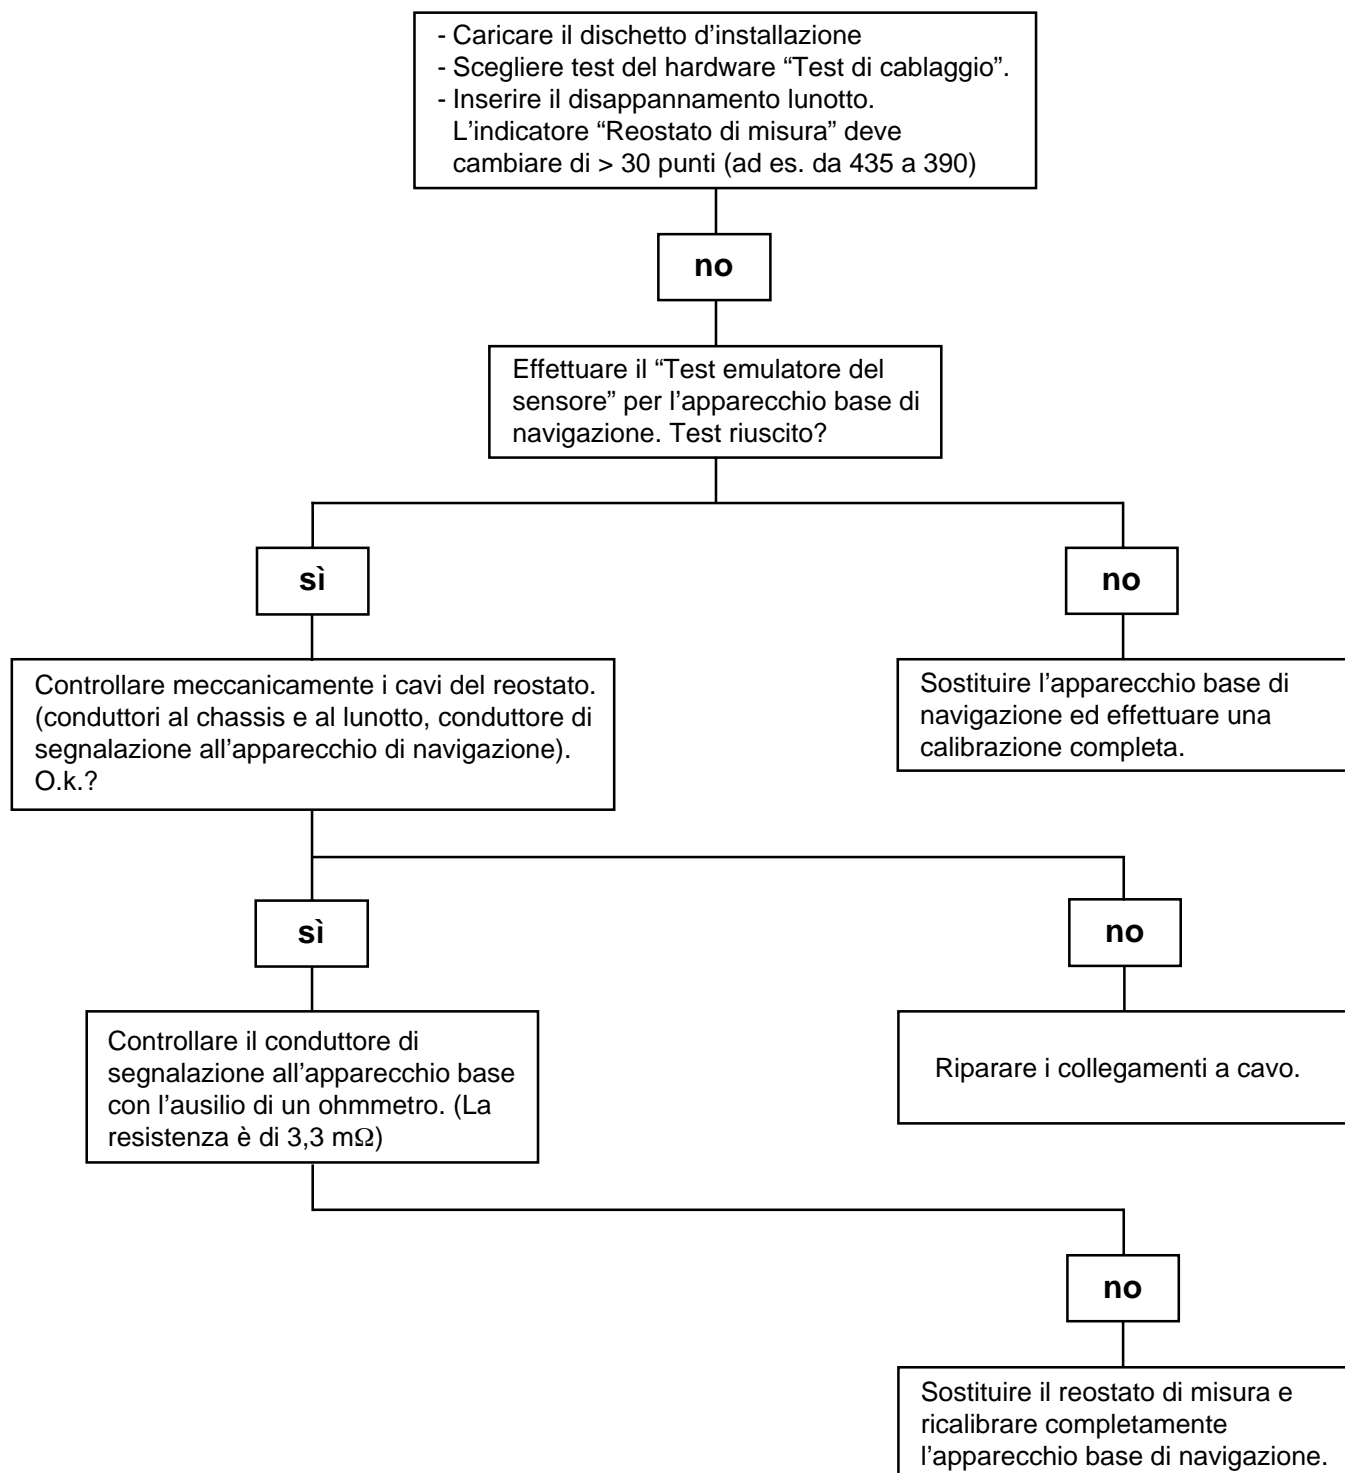 - Caricare il dischetto d’installazione
- Scegliere test del hardware “Test di cablaggio”.
- Inserire il disappannamento lunotto.
L’indicatore “Reostato di misura” deve
cambiare di > 30 punti (ad es. da 435 a 390)
no
Effettuare il “Test emulatore del
sensore” per l’apparecchio base di
navigazione. Test riuscito?
sì
no
Controllare meccanicamente i cavi del reostato.
(conduttori al chassis e al lunotto, conduttore di
segnalazione all’apparecchio di navigazione).
O.k.?
Sostituire l’apparecchio base di
navigazione ed effettuare una
calibrazione completa.
sì
no
Controllare il conduttore di
segnalazione all’apparecchio base
con l’ausilio di un ohmmetro. (La
resistenza è di 3,3 mΩ)
Riparare i collegamenti a cavo.
no
Sostituire il reostato di misura e
ricalibrare completamente
l’apparecchio base di navigazione.